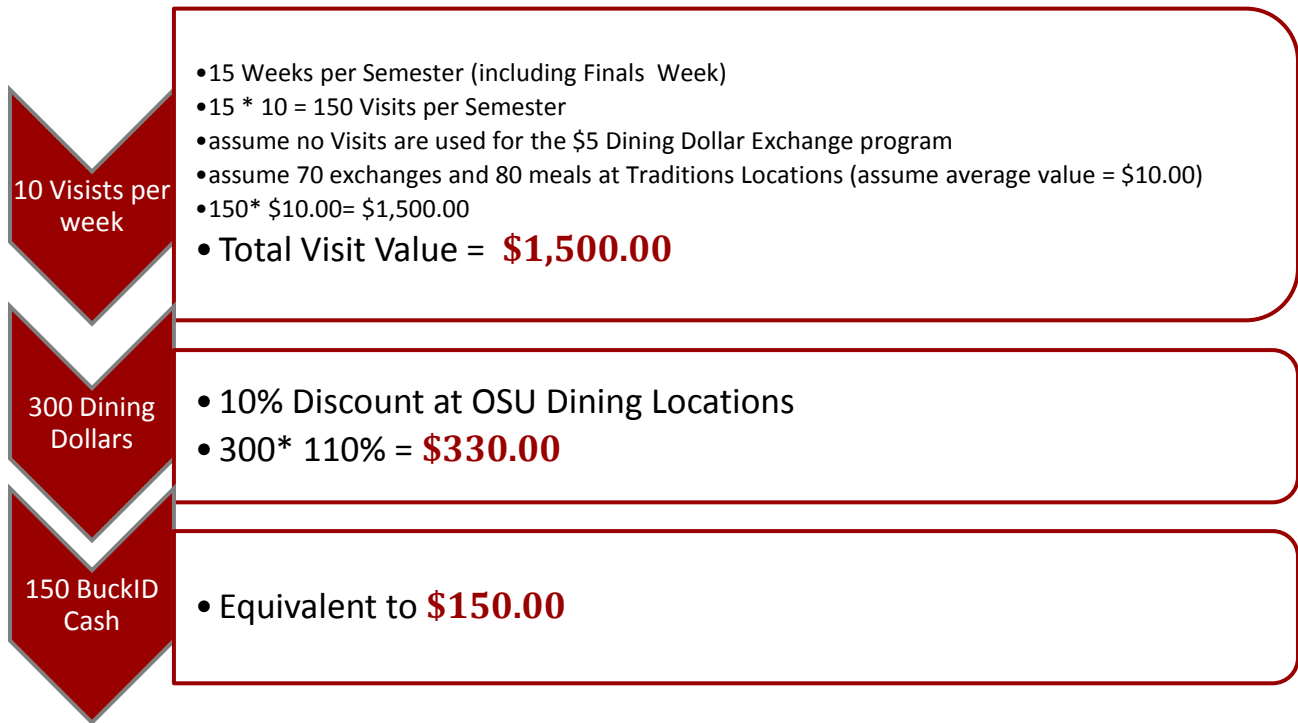 10 Visists per
week
•15 Weeks per Semester (including Finals Week)
•15 * 10 = 150 Visits per Semester
•assume no Visits are used for the $5 Dining Dollar Exchange program
•assume 70 exchanges and 80 meals at Traditions Locations (assume average value = $10.00)
•150* $10.00= $1,500.00
• Total Visit Value = $1,500.00
300 Dining
Dollars
• 10% Discount at OSU Dining Locations
• 300* 110% = $330.00
150 BuckID
Cash
• Equivalent to $150.00